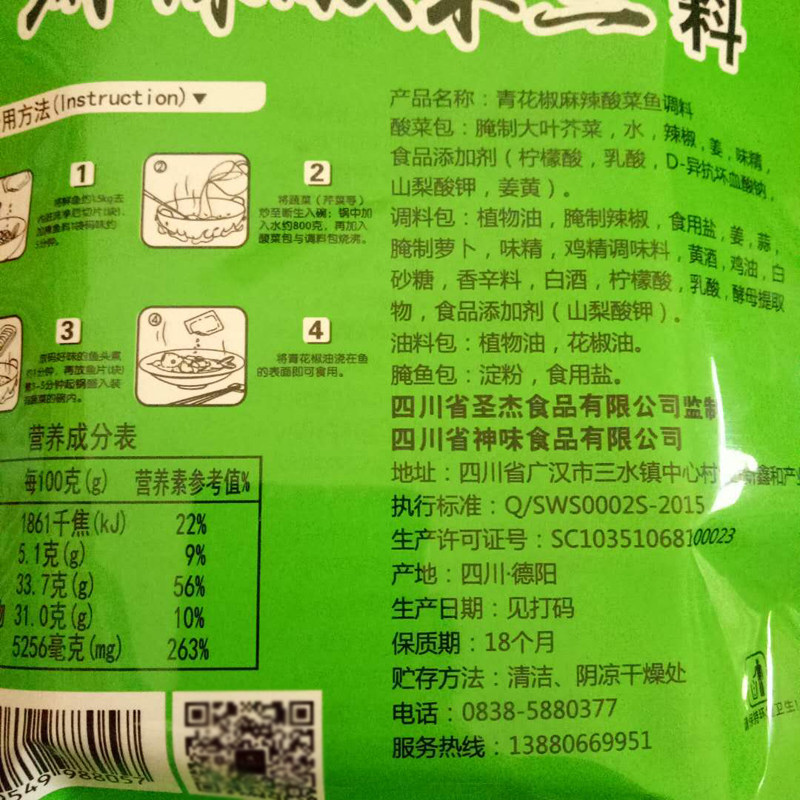 料
用方法(Instruction)▼
1
2
将蔬菜（芹菜等）
炒至断生入碗；锅中加
入水约800克，再加入
酸菜包与调料包烧沸。
3
4
将青花椒油浇在鱼
的表面即可食用。
营养成分表
每100克(g) 营养素参考值%
1861千焦(kJ) 22%
5.1克(g) 9%
33.7克(g) 56%
31.0克(g) 10%
5256毫克(mg) 263%
产品名称：青花椒麻辣酸菜鱼调料
酸菜包：腌制大叶芥菜，水，辣椒，姜，味精，
食品添加剂（柠檬酸，乳酸，D-异抗坏血酸钠，
山梨酸钾，姜黄）。
调料包：植物油，腌制辣椒，食用盐，姜，蒜，
腌制萝卜，味精，鸡精调味料，黄酒，鸡油，白
砂糖，香辛料，白酒，柠檬酸，乳酸，酵母提取
物，食品添加剂（山梨酸钾）。
油料包：植物油，花椒油。
腌鱼包：淀粉，食用盐。
四川省圣杰食品有限公司监制
四川省神味食品有限公司
地址：四川省广汉市三水镇中心村
执行标准：Q/SWS0002S-2015
生产许可证号：SC10351068100023
产地：四川·德阳
生产日期：见打码
保质期：18个月
贮存方法：清洁、阴凉干燥处
电话：0838-5880377
服务热线：13880669951